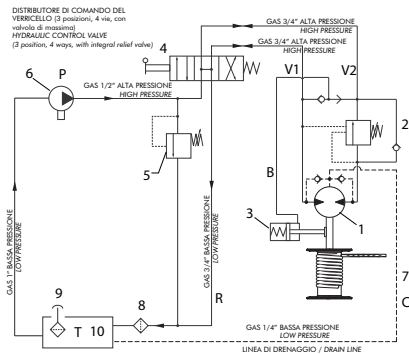 DISTRIBUTORE DI COMANDO DEL
VERRICELLO (3 posizioni, 4 vie, con
valvolo di massima)
HYDRAULIC CONTROL VALVE
(3 position, 4 ways, with integral relief valve)
GAS 3/4" ALTA PRESSIONE
HIGH PRESSURE
GAS 3/4" ALTA PRESSIONE
HIGH PRESSURE
4
V1
V2
6
P
GAS 1/2" ALTA PRESSIONE
HIGH PRESSURE
2
5
B
3
1
GAS 1" BASSA PRESSIONE
LOW PRESSURE
GAS 3/4" BASSA PRESSIONE
LOW PRESSURE
R
7
C
9
8
T
10
GAS 1/4" BASSA PRESSIONE
LOW PRESSURE
LINEA DI DRENAGGIO / DRAIN LINE